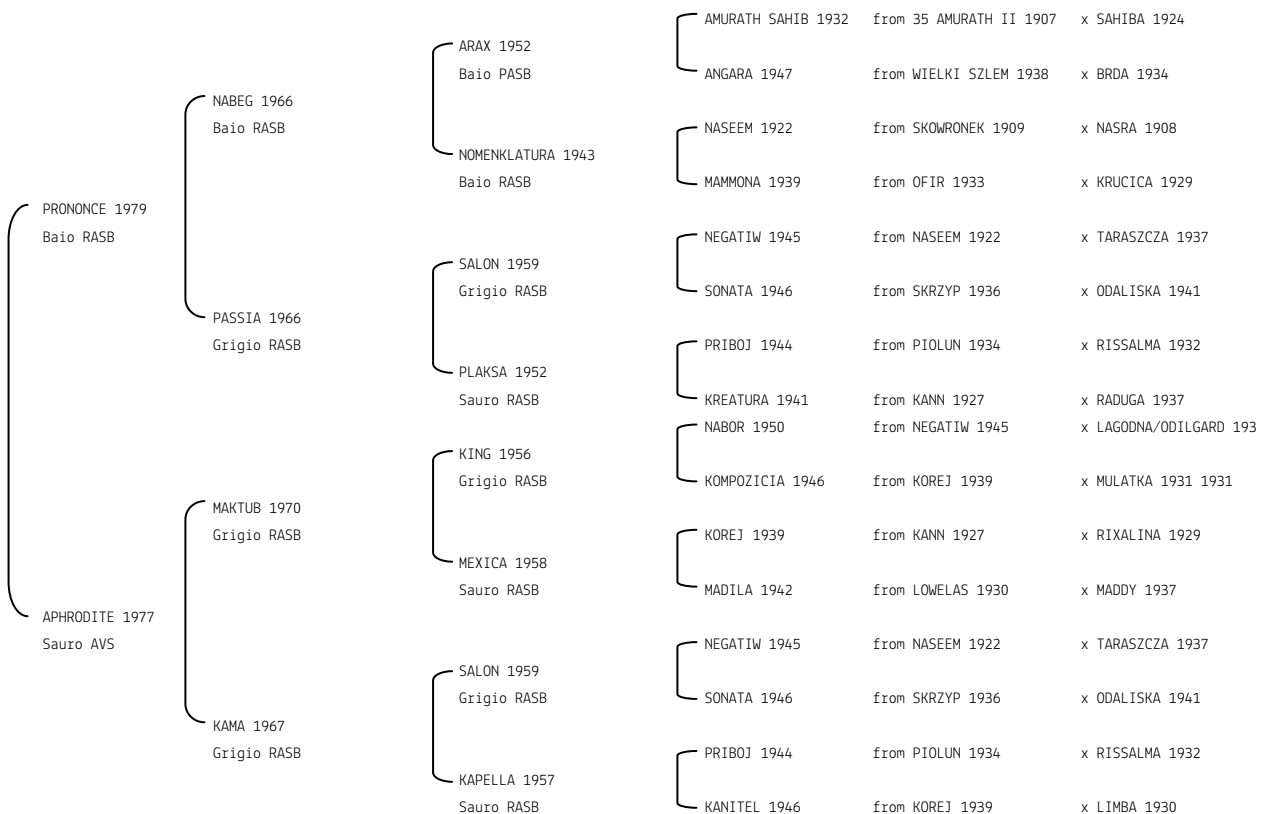 AMURATH SAHIB 1932 from 35 AMURATH II 1907 x SAHIBA 1924
ARAX 1952
Baio PASB ANGARA 1947 from WIELKI SZLEM 1938 x BRDA 1934
NABEG 1966
Baio RASB NASEEM 1922 from SKOWRONEK 1909 x NASRA 1908
NOMENKLATURA 1943
Baio RASB MAMMONA 1939 from OFIR 1933 x KRUCICA 1929
PRONONCE 1979
Baio RASB NEGATIW 1945 from NASEEM 1922 x TARASZCZA 1937
SALON 1959
Grigio RASB SONATA 1946 from SKRZYP 1936 x ODALISKA 1941
PASSIA 1966
Grigio RASB PRIBOJ 1944 from PIOLUN 1934 x RISSALMA 1932
PLAKSA 1952
Sauro RASB KREATURA 1941 from KANN 1927 x RADUGA 1937
NABOR 1950 from NEGATIW 1945 x LAGODNA/ODILGARD 193
KING 1956
Grigio RASB KOMPOZICIA 1946 from KOREJ 1939 x MULATKA 1931 1931
MAKTUB 1970
Grigio RASB KOREJ 1939 from KANN 1927 x RIXALINA 1929
MEXICA 1958
Sauro RASB MADILA 1942 from LOWELAS 1930 x MADDY 1937
APHRODITE 1977
Sauro AVS NEGATIW 1945 from NASEEM 1922 x TARASZCZA 1937
SALON 1959
Grigio RASB SONATA 1946 from SKRZYP 1936 x ODALISKA 1941
KAMA 1967
Grigio RASB PRIBOJ 1944 from PIOLUN 1934 x RISSALMA 1932
KAPELLA 1957
Sauro RASB KANITEL 1946 from KOREJ 1939 x LIMBA 1930